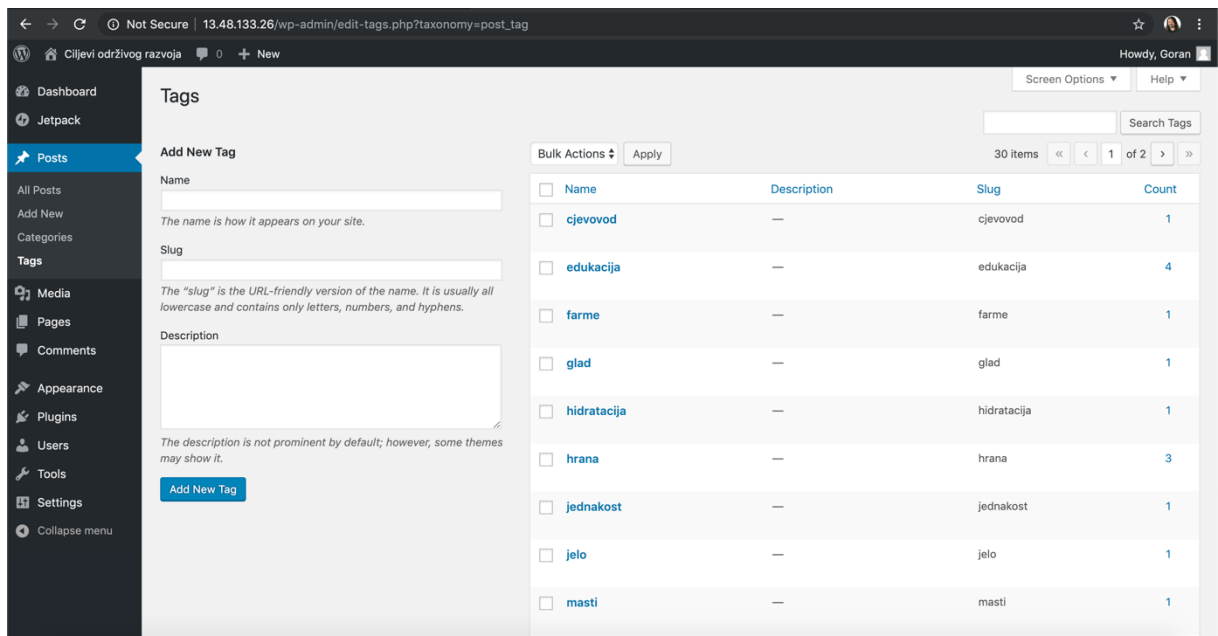 Not Secure | 13.48.133.26/wp-admin/edit-tags.php?taxonomy=post_tag
Ciljevi održivog razvoja 0 + New Howdy, Goran
Screen Options ▼ Help ▼
Dashboard
Jetpack
Posts
All Posts
Add New
Categories
Tags
Media
Pages
Comments
Appearance
Plugins
Users
Tools
Settings
Collapse menu
Tags
Search Tags
Add New Tag
Name
The name is how it appears on your site.
Slug
The “slug” is the URL-friendly version of the name. It is usually all
lowercase and contains only letters, numbers, and hyphens.
Description
The description is not prominent by default; however, some themes
may show it.
Add New Tag
Bulk Actions Apply 30 items « ‹ 1 of 2 › »
Name Description Slug Count
cjevovod — cjevovod 1
edukacija — edukacija 4
farme — farme 1
glad — glad 1
hidratacija — hidratacija 1
hrana — hrana 3
jednakost — jednakost 1
jelo — jelo 1
masti — masti 1